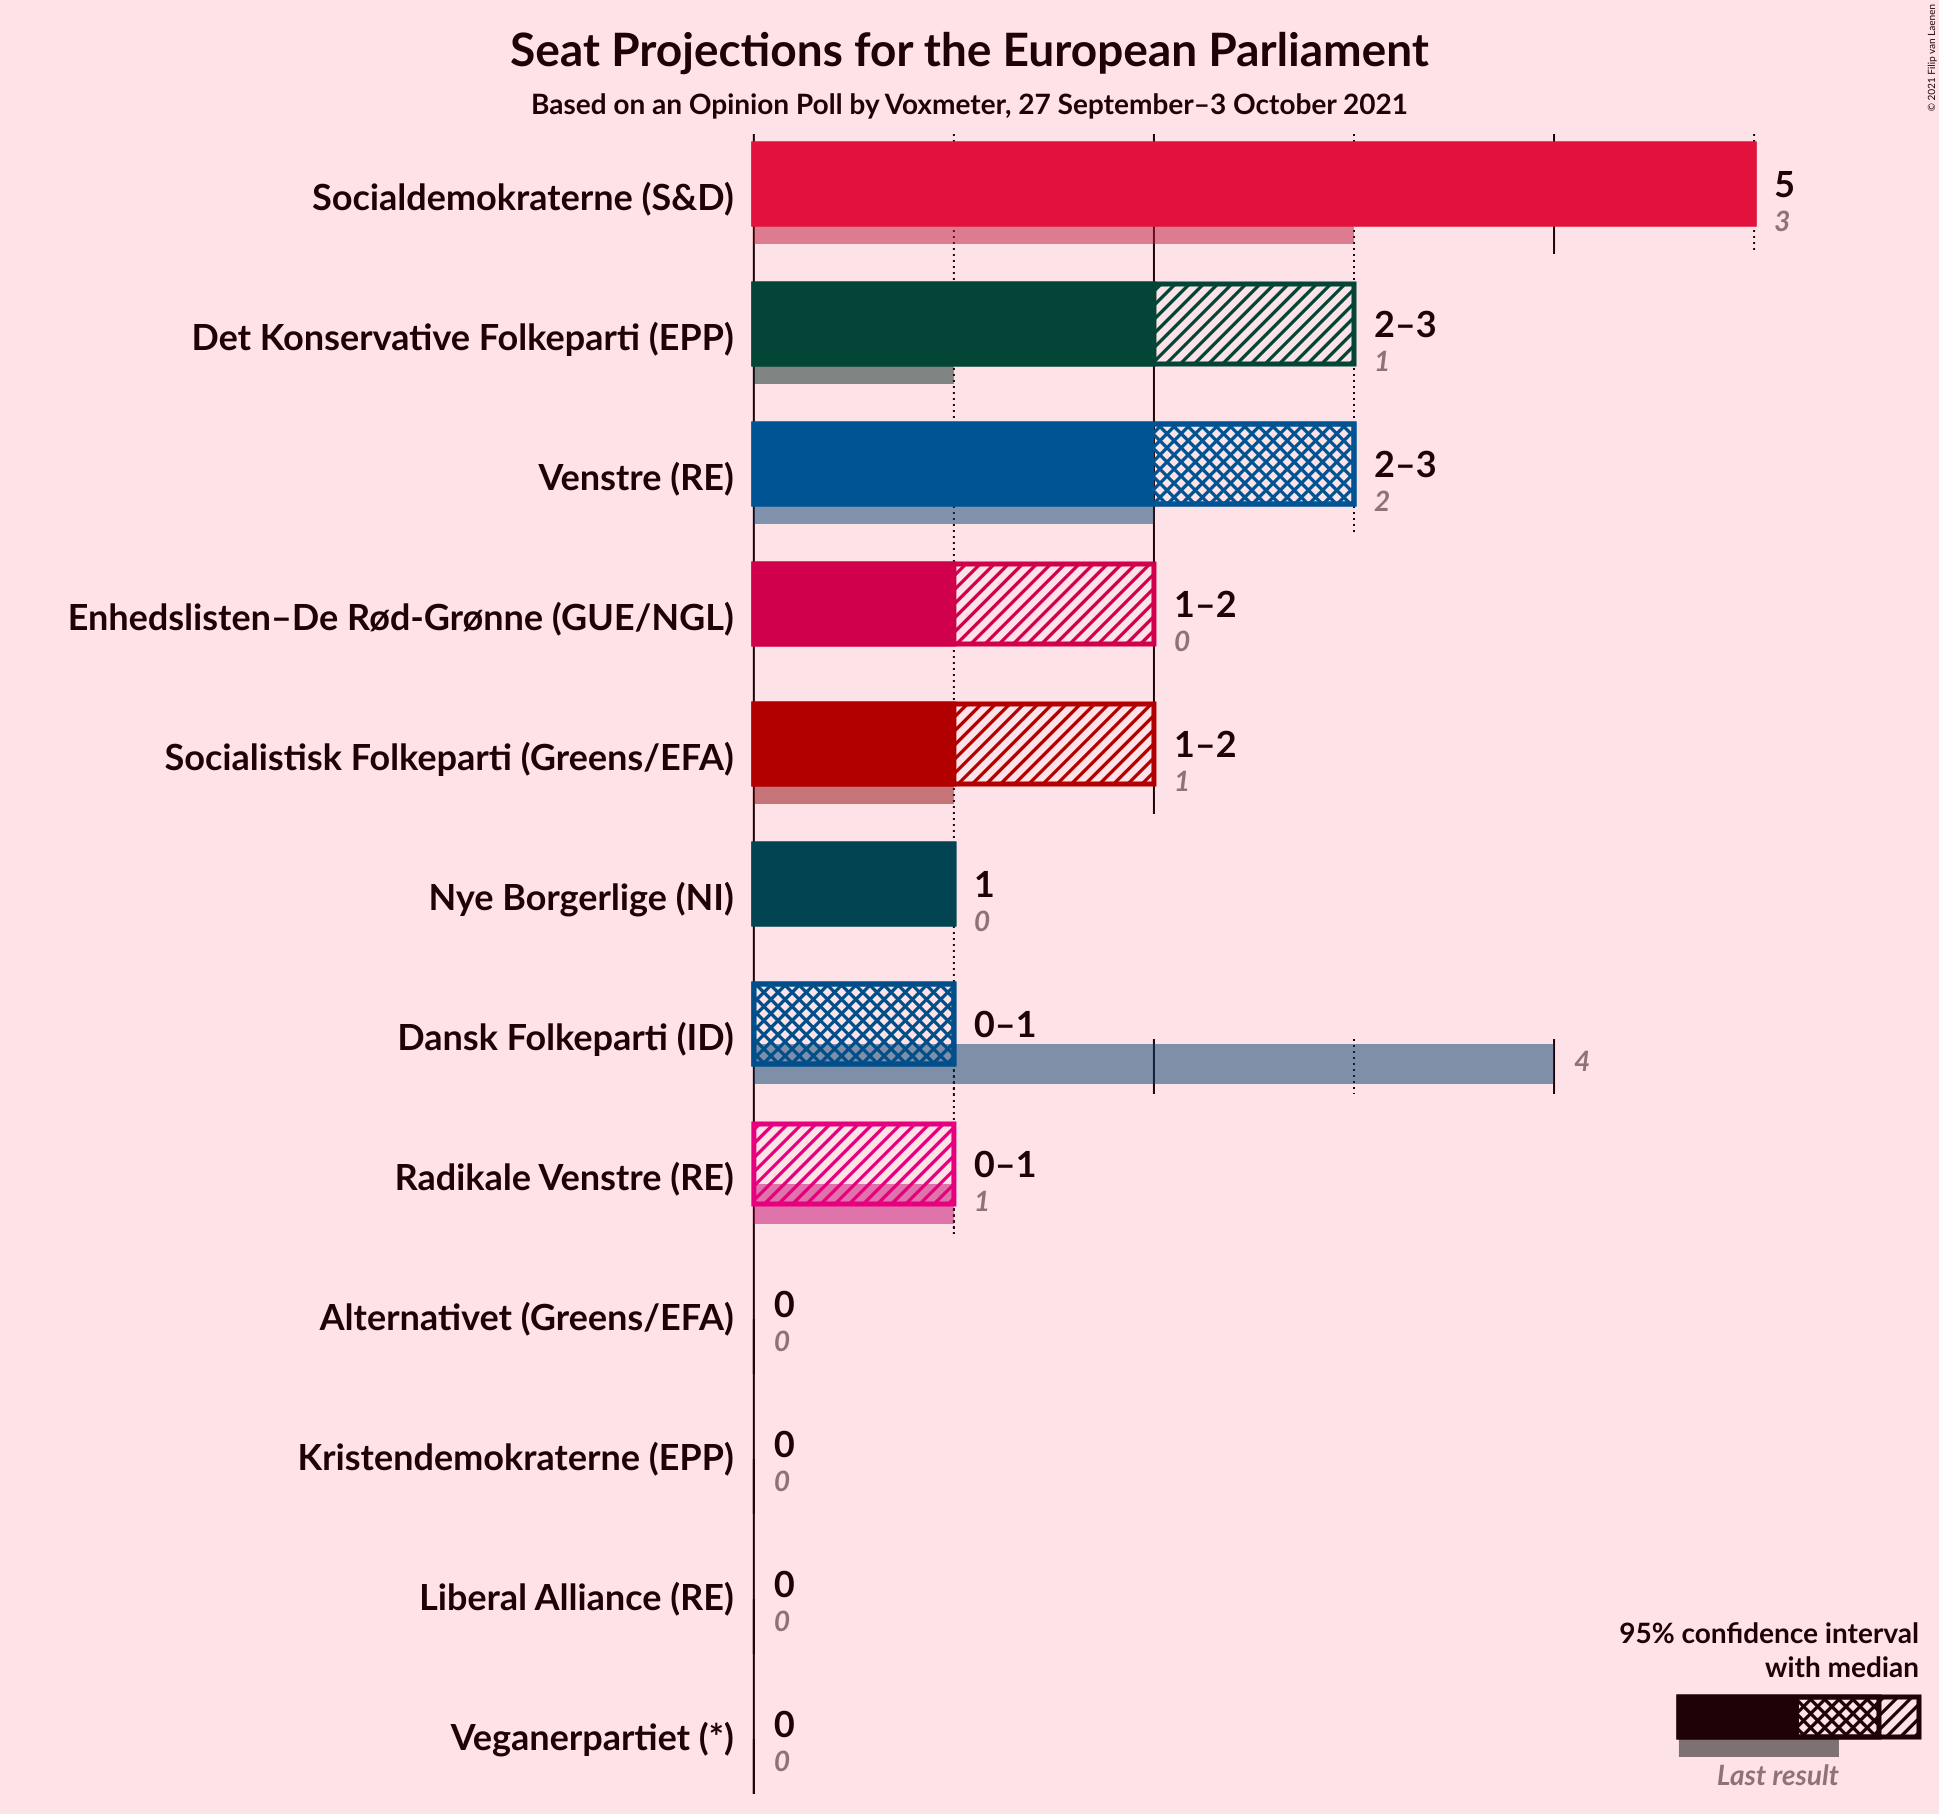 Seat Projections for the European Parliament
Based on an Opinion Poll by Voxmeter, 27 September–3 October 2021
© 2021 Filip van Laenen
Socialdemokraterne (S&D)
5
3
Det Konservative Folkeparti (EPP)
2–3
1
Venstre (RE)
2–3
2
Enhedslisten–De Rød-Grønne (GUE/NGL)
1–2
0
Socialistisk Folkeparti (Greens/EFA)
1–2
1
Nye Borgerlige (NI)
1
0
Dansk Folkeparti (ID)
0–1
4
Radikale Venstre (RE)
0–1
1
Alternativet (Greens/EFA)
0
0
Kristendemokraterne (EPP)
0
0
Liberal Alliance (RE)
0
0
Veganerpartiet (*)
0
0
95% confidence interval
with median
Last result